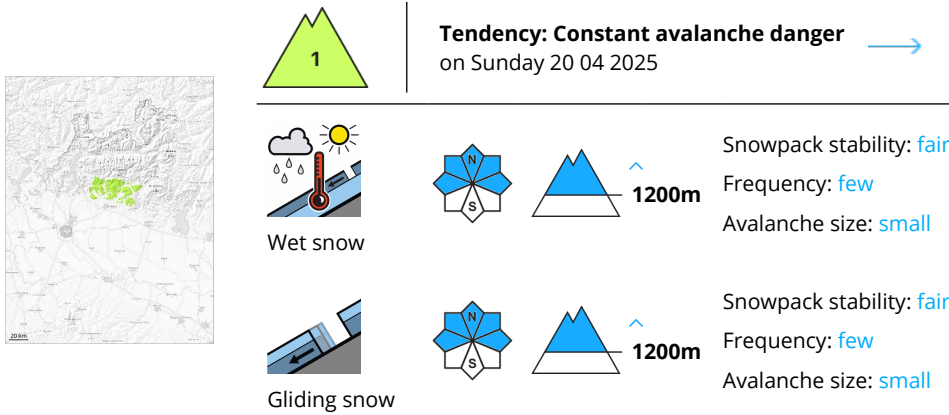 1
Tendency: Constant avalanche danger
on Sunday 20 04 2025
20 km
N
S
1200m
Snowpack stability: fair
Frequency: few
Avalanche size: small
Wet snow
N
S
1200m
Snowpack stability: fair
Frequency: few
Avalanche size: small
Gliding snow